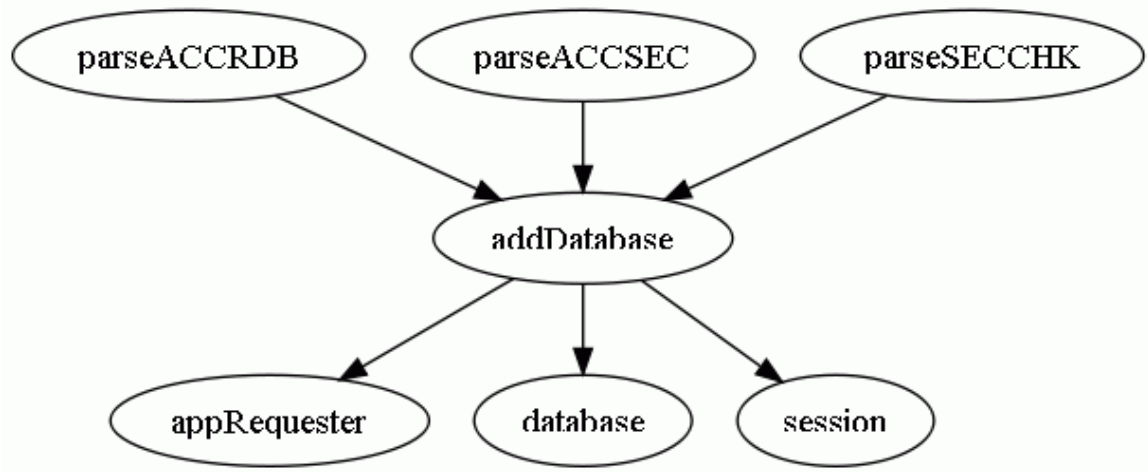 parseACCRDB
parseACCSEC
parseSECCHK
addDatabase
appRequester
database
session